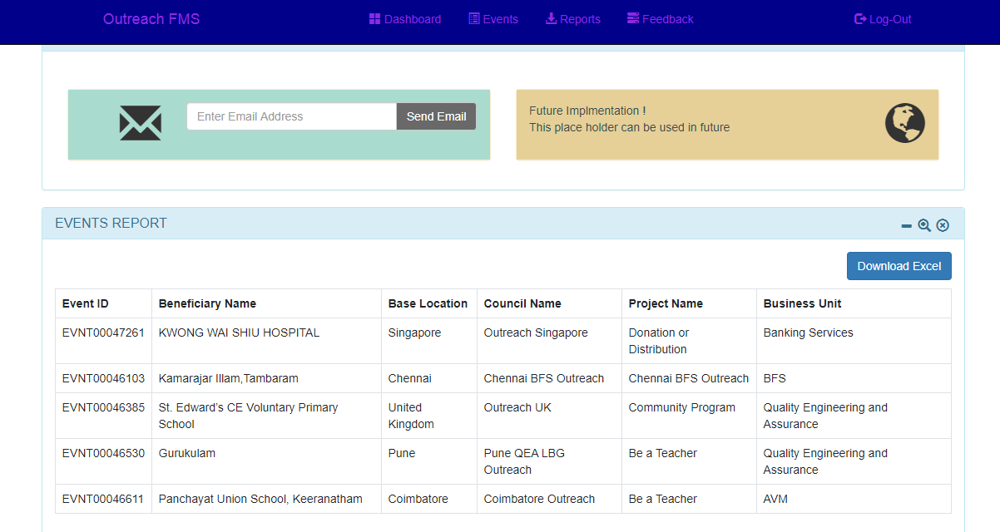 Outreach FMS
Dashboard
Events
Reports
Feedback
Log-Out
Enter Email Address
Send Email
Future Implmentation !
This place holder can be used in future
EVENTS REPORT
Download Excel
Event ID
Beneficiary Name
Base Location
Council Name
Project Name
Business Unit
EVNT00047261
KWONG WAI SHIU HOSPITAL
Singapore
Outreach Singapore
Donation or
Distribution
Banking Services
EVNT00046103
Kamarajar Illam,Tambaram
Chennai
Chennai BFS Outreach
Chennai BFS Outreach
BFS
EVNT00046385
St. Edward's CE Voluntary Primary
School
United
Kingdom
Outreach UK
Community Program
Quality Engineering and
Assurance
EVNT00046530
Gurukulam
Pune
Pune QEA LBG
Outreach
Be a Teacher
Quality Engineering and
Assurance
EVNT00046611
Panchayat Union School, Keeranatham
Coimbatore
Coimbatore Outreach
Be a Teacher
AVM